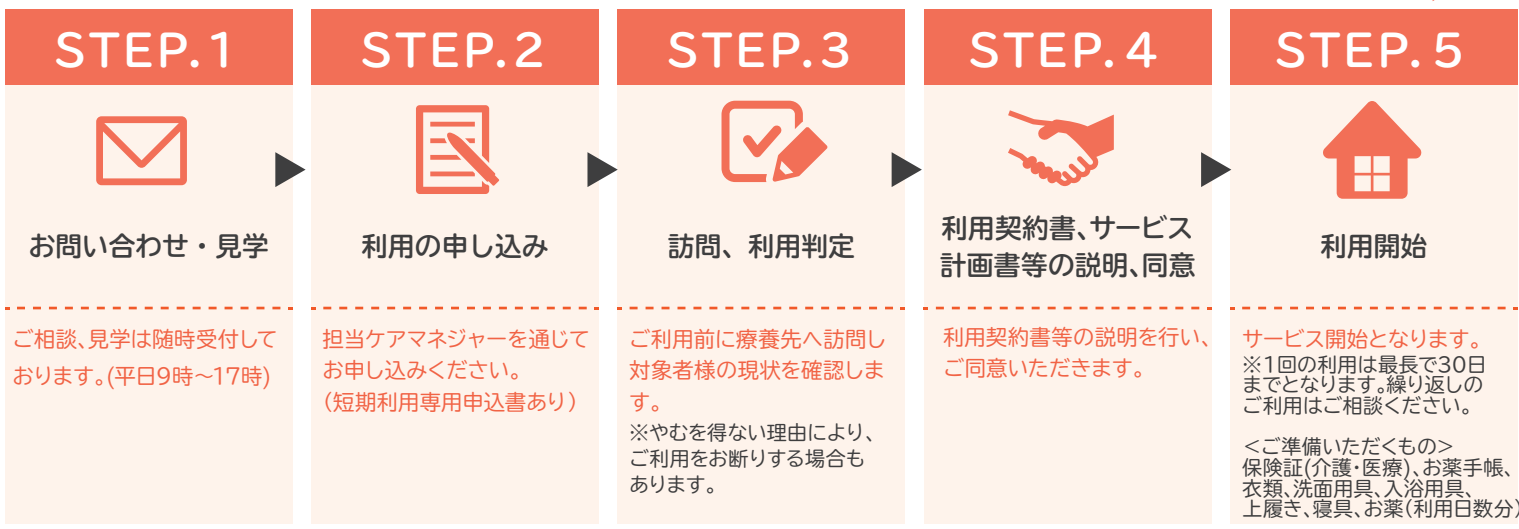 STEP.1
お問い合わせ・見学
ご相談、見学は随時受付して
おります。(平日9時～17時)
STEP.2
利用の申し込み
担当ケアマネジャーを通じて
お申し込みください。
(短期利用専用申込書あり)
STEP.3
訪問、利用判定
ご利用前に療養先へ訪問し
対象者様の現状を確認しま
す。
※やむを得ない理由により、
ご利用をお断りする場合も
あります。
STEP.4
利用契約書、サービス
計画書等の説明、同意
利用契約書等の説明を行い、
ご同意いただきます。
STEP.5
利用開始
サービス開始となります。
※1回の利用は最長で30日
までとなります。繰り返しの
ご利用はご相談ください。
<ご準備いただくもの>
保険証(介護・医療)、お薬手帳、
衣類、洗面用具、入浴用具、
上履き、寝具、お薬(利用日数分)